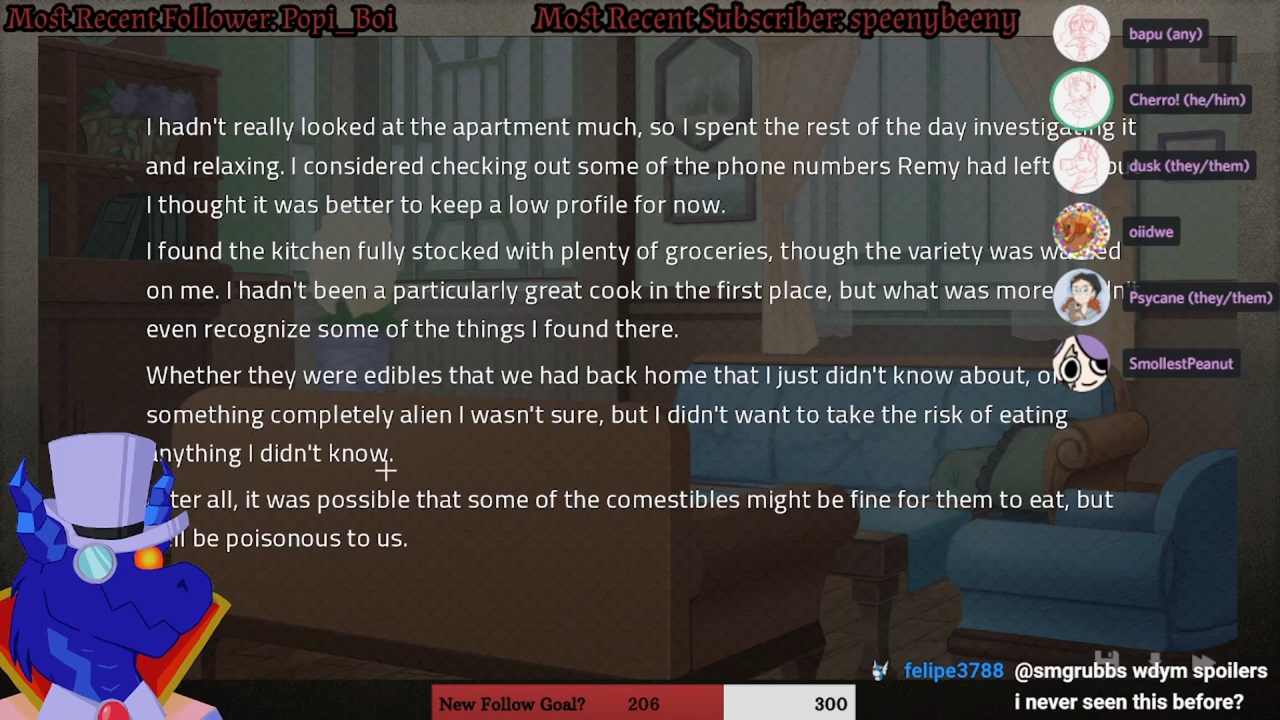 Most Recent Follower: Popi_Boi
Most Recent Subscriber: speenybeeny
bapu (any)
Cherro! (he/him)
dusk (they/them)
oiidwe
Psycane (they/them)
SmollestPeanut
I hadn't really looked at the apartment much, so I spent the rest of the day investigating it
and relaxing. I considered checking out some of the phone numbers Remy had left
I thought it was better to keep a low profile for now.
I found the kitchen fully stocked with plenty of groceries, though the variety was
on me. I hadn't been a particularly great cook in the first place, but what was more
even recognize some of the things I found there.
Whether they were edibles that we had back home that I just didn't know about, or
something completely alien I wasn't sure, but I didn't want to take the risk of eating
anything I didn't know.
all, it was possible that some of the comestibles might be fine for them to eat, but
be poisonous to us.
felipe3788 @smgrubbs wdym spoilers
i never seen this before?
New Follow Goal? 206 300